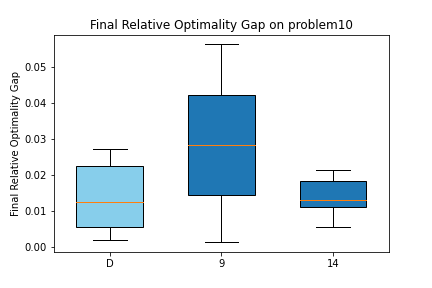 Final Relative Optimality Gap on problem10
Final Relative Optimality Gap
0.05
0.04
0.03
0.02
0.01
0.00
D
9
14